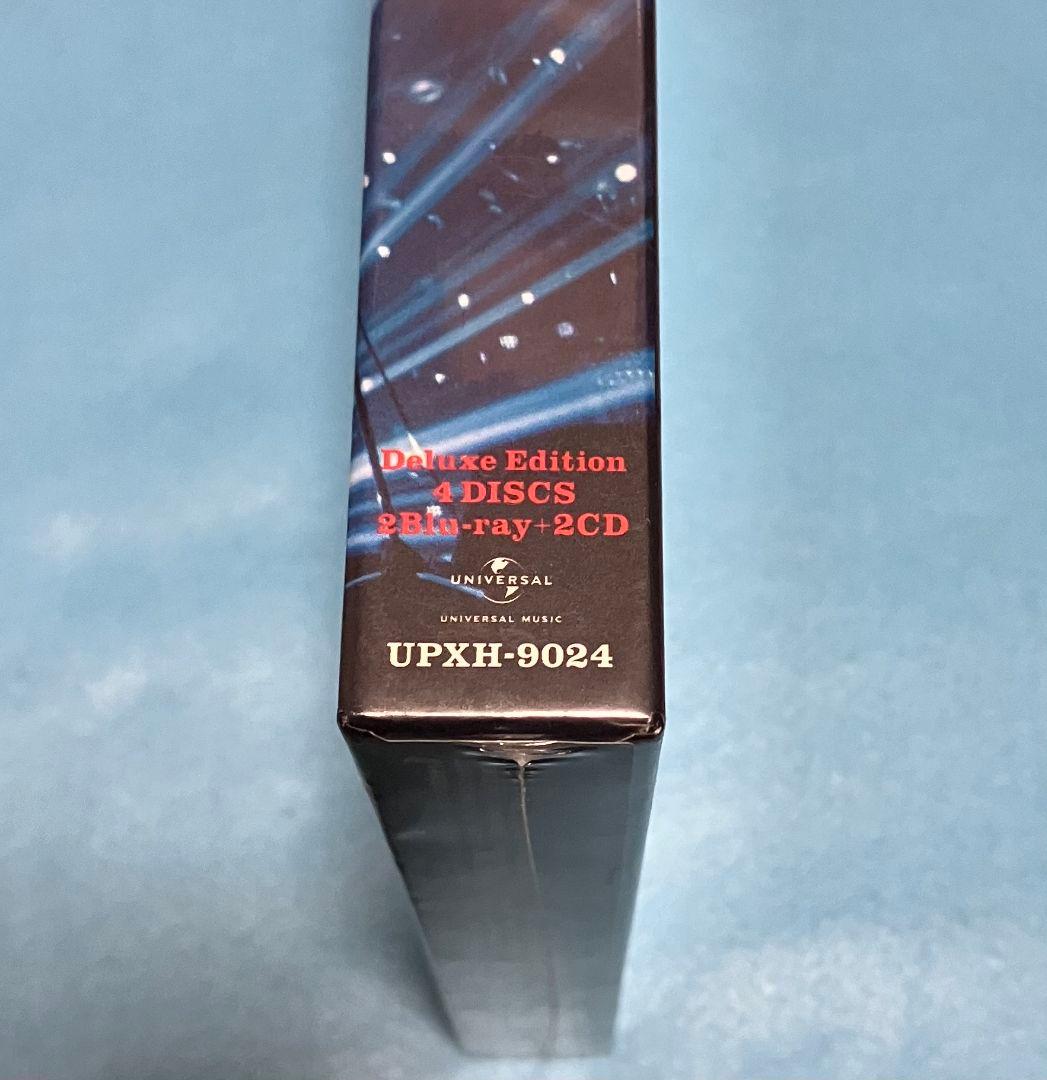 Deluxe Edition
4 DISCS
2Blu-ray+2CD
UNIVERSAL
UNIVERSAL MUSIC
UPXH-9024